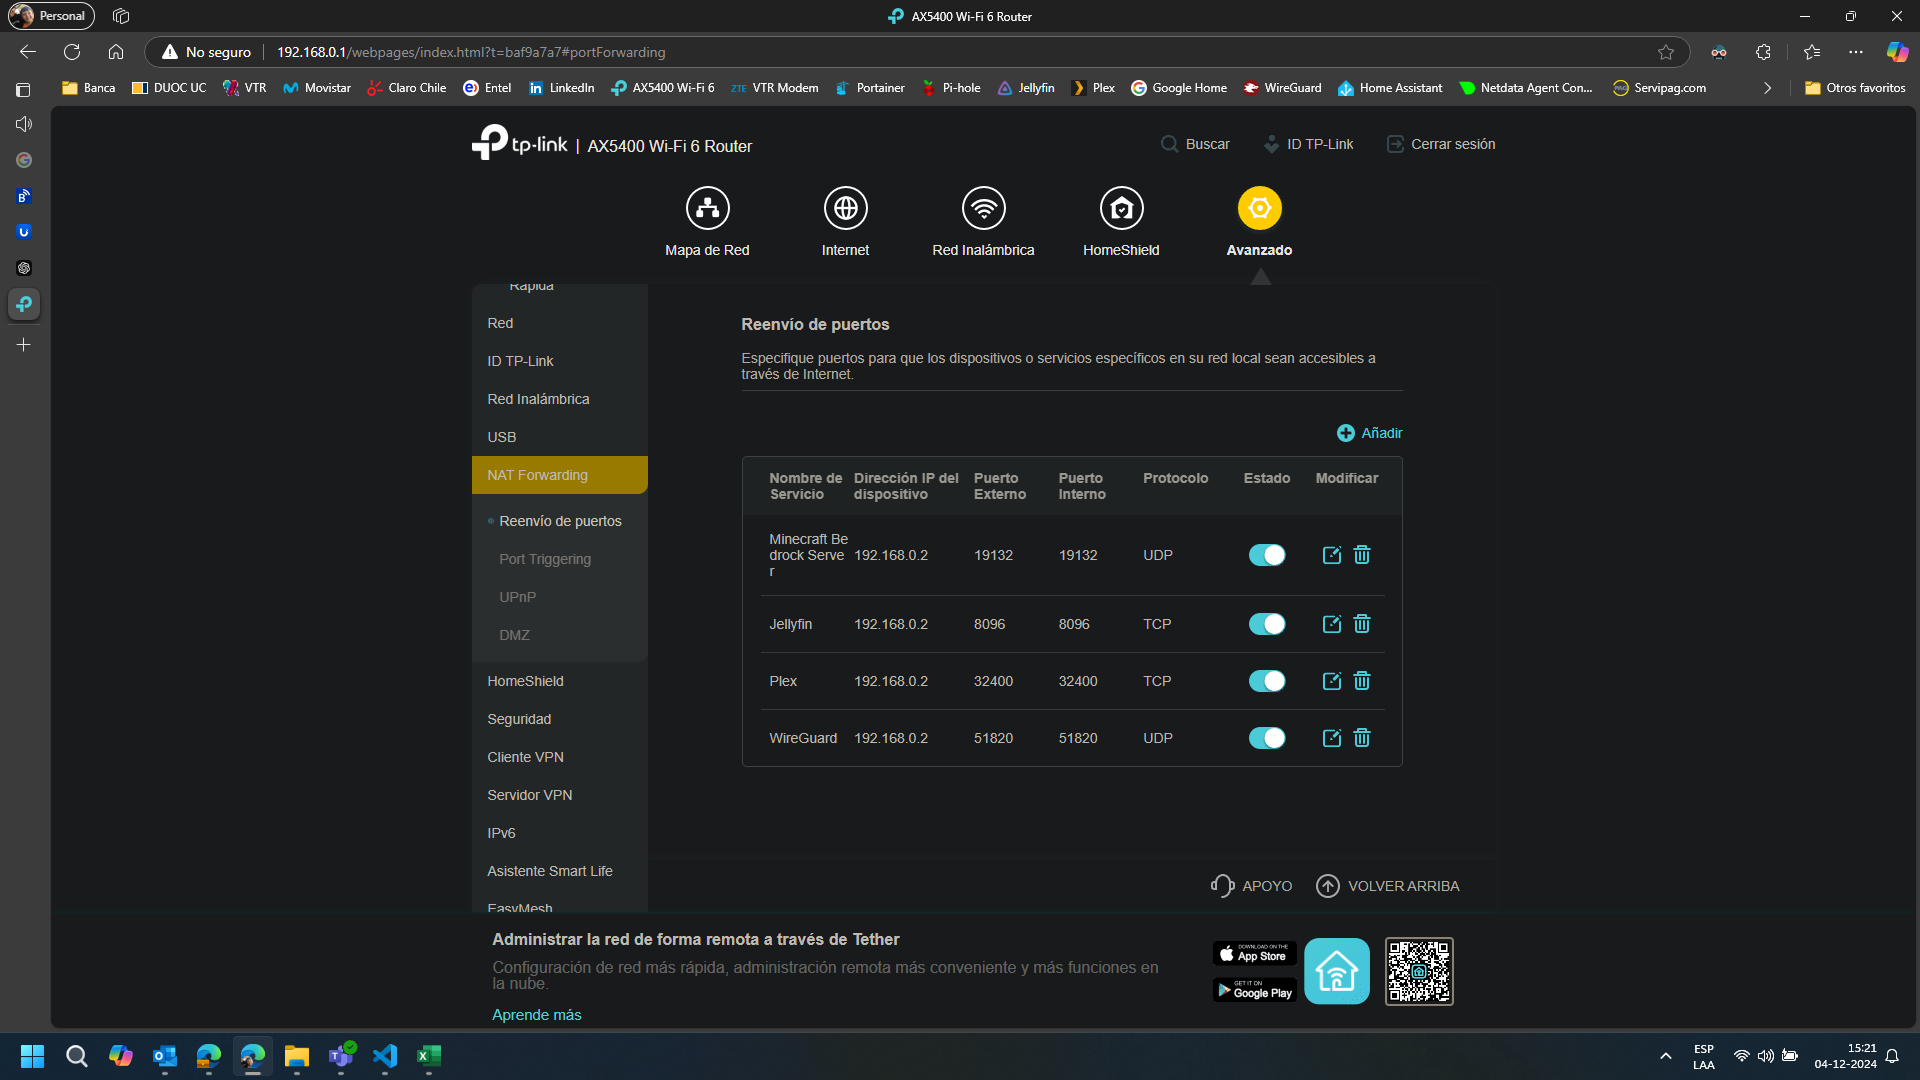 Personal
AX5400 Wi-Fi 6 Router
No seguro
192.168.0.1/webpages/index.html?t=baf9a7a7#portForwarding
Banca
DUOC UC
VTR
Movistar
Claro Chile
Entel
LinkedIn
AX5400 Wi-Fi 6
ZTE VTR Modem
Portainer
Pi-hole
Jellyfin
Plex
Google Home
WireGuard
Home Assistant
Netdata Agent Con...
Servipag.com
Otros favoritos
tp-link | AX5400 Wi-Fi 6 Router
Buscar
ID TP-Link
Cerrar sesión
Mapa de Red
Internet
Red Inalámbrica
HomeShield
Avanzado
Rápida
Red
ID TP-Link
Red Inalámbrica
USB
NAT Forwarding
Reenvío de puertos
Port Triggering
UPnP
DMZ
HomeShield
Seguridad
Cliente VPN
Servidor VPN
IPv6
Asistente Smart Life
EasyMesh
Reenvío de puertos
Especifique puertos para que los dispositivos o servicios específicos en su red local sean accesibles a
través de Internet.
Añadir
Nombre de Servicio
Dirección IP del dispositivo
Puerto Externo
Puerto Interno
Protocolo
Estado
Modificar
Minecraft Be
drock Serve
r
192.168.0.2
19132
19132
UDP
Jellyfin
192.168.0.2
8096
8096
TCP
Plex
192.168.0.2
32400
32400
TCP
WireGuard
192.168.0.2
51820
51820
UDP
APOYO
VOLVER ARRIBA
Administrar la red de forma remota a través de Tether
Configuración de red más rápida, administración remota más conveniente y más funciones en
la nube.
Aprende más
Download on the
App Store
GET IT ON
Google Play
ESP
LAA
15:21
04-12-2024